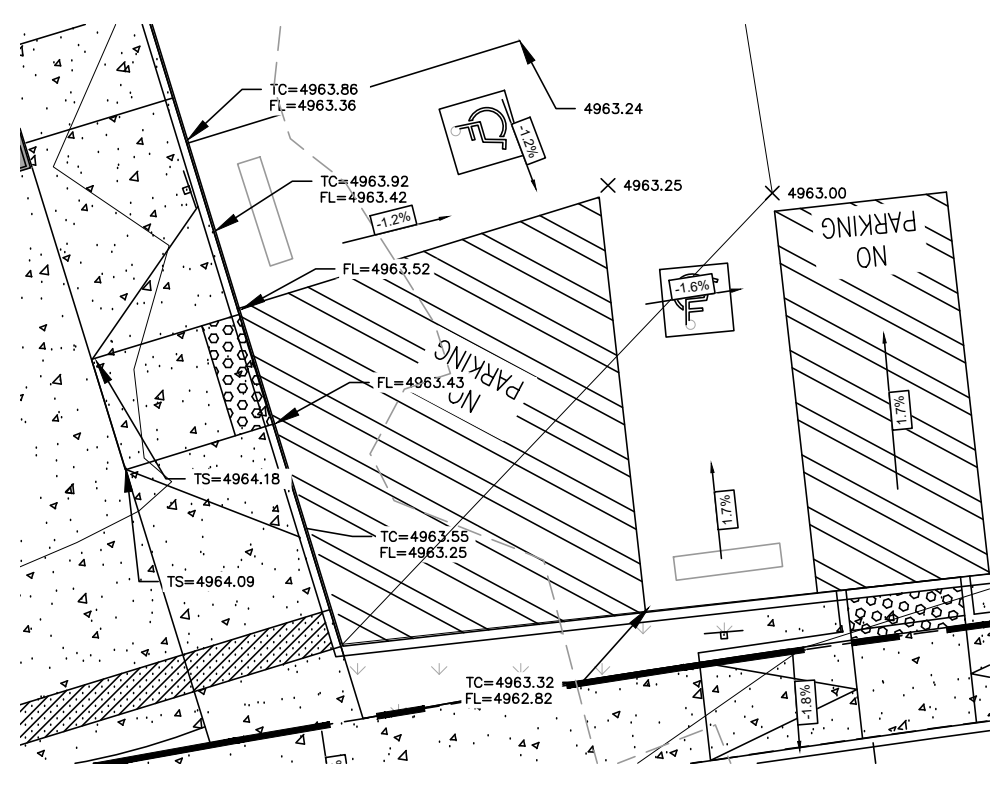 TC=4963.86
FL=4963.36
4963.24
-1.2%
TC=4963.92
FL=4963.42
4963.25
4963.00
-1.2%
NO
PARKING
FL=4963.52
-1.6%
NO
PARKING
FL=4963.43
1.7%
TS=4964.18
1.7%
TC=4963.55
FL=4963.25
TS=4964.09
TC=4963.32
FL=4962.82
-1.8%